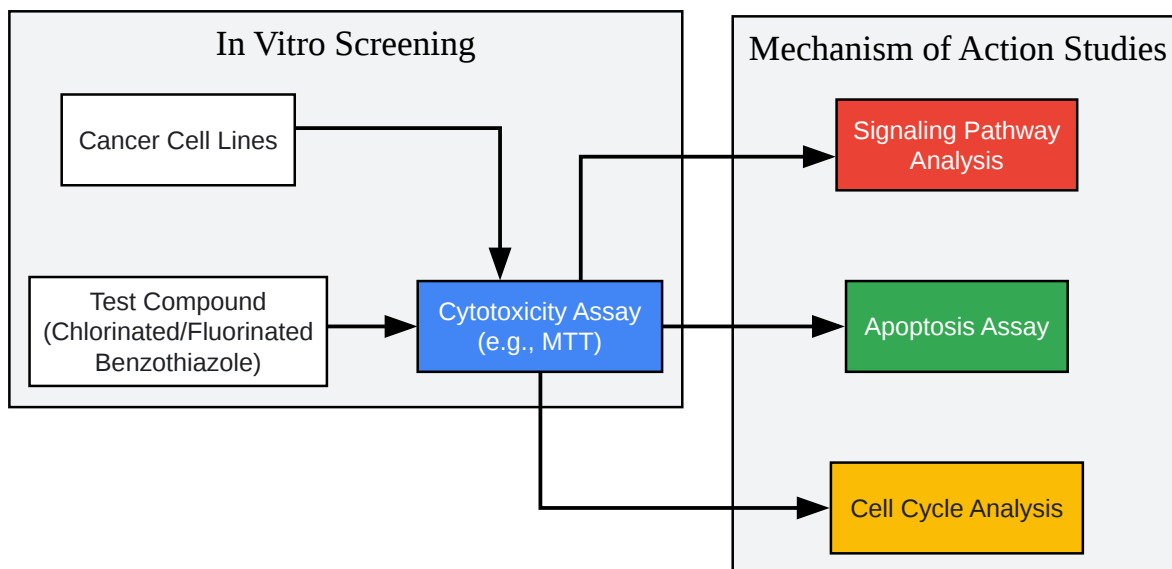 In Vitro Screening
Cancer Cell Lines
Test Compound
(Chlorinated/Fluorinated
Benzothiazole)
Cytotoxicity Assay
(e.g., MTT)
Mechanism of Action Studies
Signaling Pathway
Analysis
Apoptosis Assay
Cell Cycle Analysis